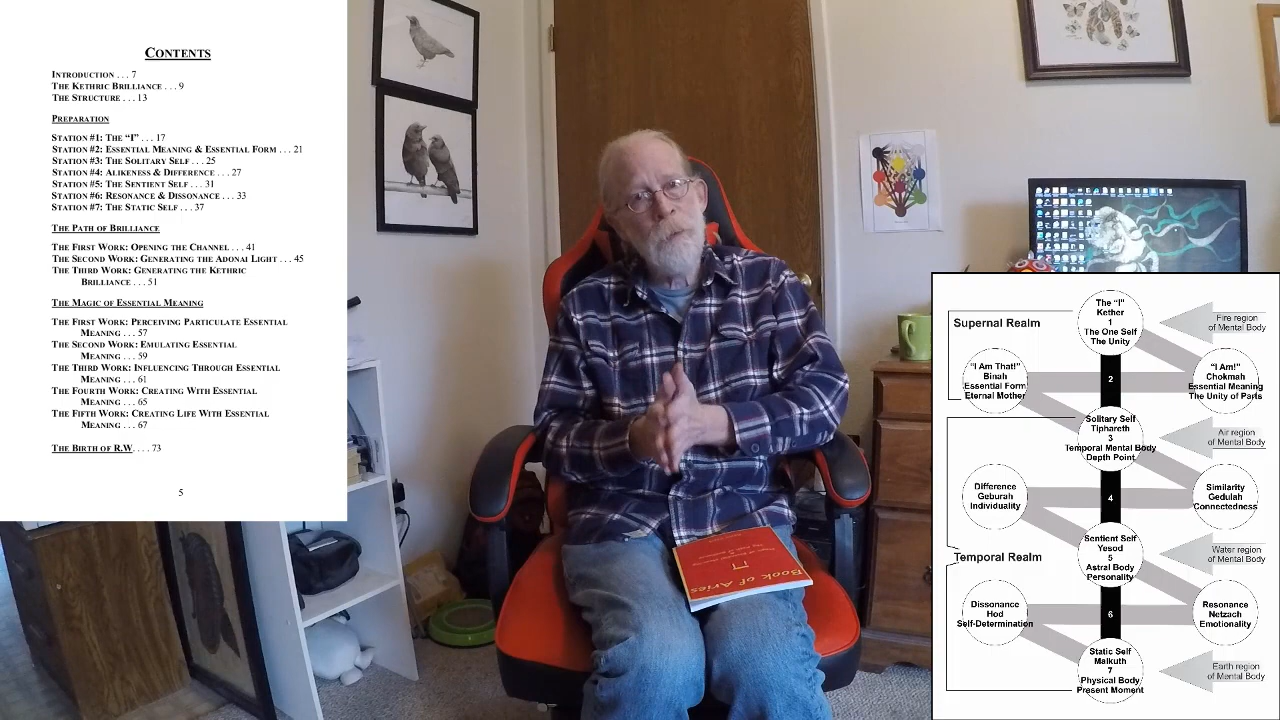 CONTENTS
INTRODUCTION . . . 7
THE KETHRIC BRILLIANCE . . . 9
THE STRUCTURE . . . 13
PREPARATION
STATION #1: THE “I” . . . 17
STATION #2: ESSENTIAL MEANING & ESSENTIAL FORM . . . 21
STATION #3: THE SOLITARY SELF . . . 25
STATION #4: ALIKENESS & DIFFERENCE . . . 27
STATION #5: THE SENTIENT SELF . . . 31
STATION #6: RESONANCE & DISSONANCE . . . 33
STATION #7: THE STATIC SELF . . . 37
THE PATH OF BRILLIANCE
THE FIRST WORK: OPENING THE CHANNEL . . . 41
THE SECOND WORK: GENERATING THE ADONAI LIGHT . . . 45
THE THIRD WORK: GENERATING THE KETHRIC
BRILLIANCE . . . 51
THE MAGIC OF ESSENTIAL MEANING
THE FIRST WORK: PERCEIVING PARTICULATE ESSENTIAL
MEANING . . . 57
THE SECOND WORK: EMULATING ESSENTIAL
MEANING . . . 59
THE THIRD WORK: INFLUENCING THROUGH ESSENTIAL
MEANING . . . 61
THE FOURTH WORK: CREATING WITH ESSENTIAL
MEANING . . . 65
THE FIFTH WORK: CREATING LIFE WITH ESSENTIAL
MEANING . . . 67
THE BIRTH OF R.W. . . . 73
5
Book of Aries
The "I"
Kether
1
The One Self
The Unity
Fire region
of Mental Body
Supernal Realm
"I Am That!"
Binah
Essential Form
Eternal Mother
2
"I Am!"
Chokmah
Essential Meaning
The Unity of Parts
Solitary Self
Tiphareth
3
Temporal Mental Body
Depth Point
Air region
of Mental Body
Difference
Geburah
Individuality
4
Similarity
Gedulah
Connectedness
Temporal Realm
Sentient Self
Yesod
5
Astral Body
Personality
Water region
of Mental Body
Dissonance
Hod
Self-Determination
6
Resonance
Netzach
Emotionality
Static Self
Malkuth
7
Physical Body
Present Moment
Earth region
of Mental Body